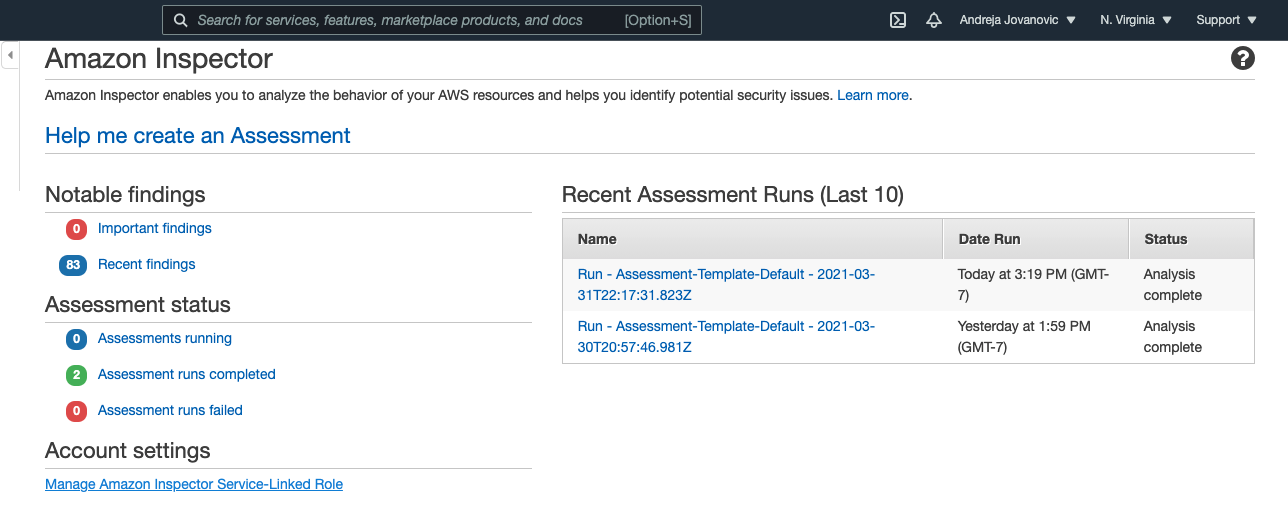 Search for services, features, marketplace products, and docs [Option+S]
Andreja Jovanovic
N. Virginia
Support
Amazon Inspector
?
Amazon Inspector enables you to analyze the behavior of your AWS resources and helps you identify potential security issues. Learn more.
Help me create an Assessment
Notable findings
0 Important findings
83 Recent findings
Assessment status
0 Assessments running
2 Assessment runs completed
0 Assessment runs failed
Account settings
Manage Amazon Inspector Service-Linked Role
Recent Assessment Runs (Last 10)
Name Date Run Status
Run - Assessment-Template-Default - 2021-03-
31T22:17:31.823Z
Today at 3:19 PM (GMT-
7)
Analysis
complete
Run - Assessment-Template-Default - 2021-03-
30T20:57:46.981Z
Yesterday at 1:59 PM
(GMT-7)
Analysis
complete